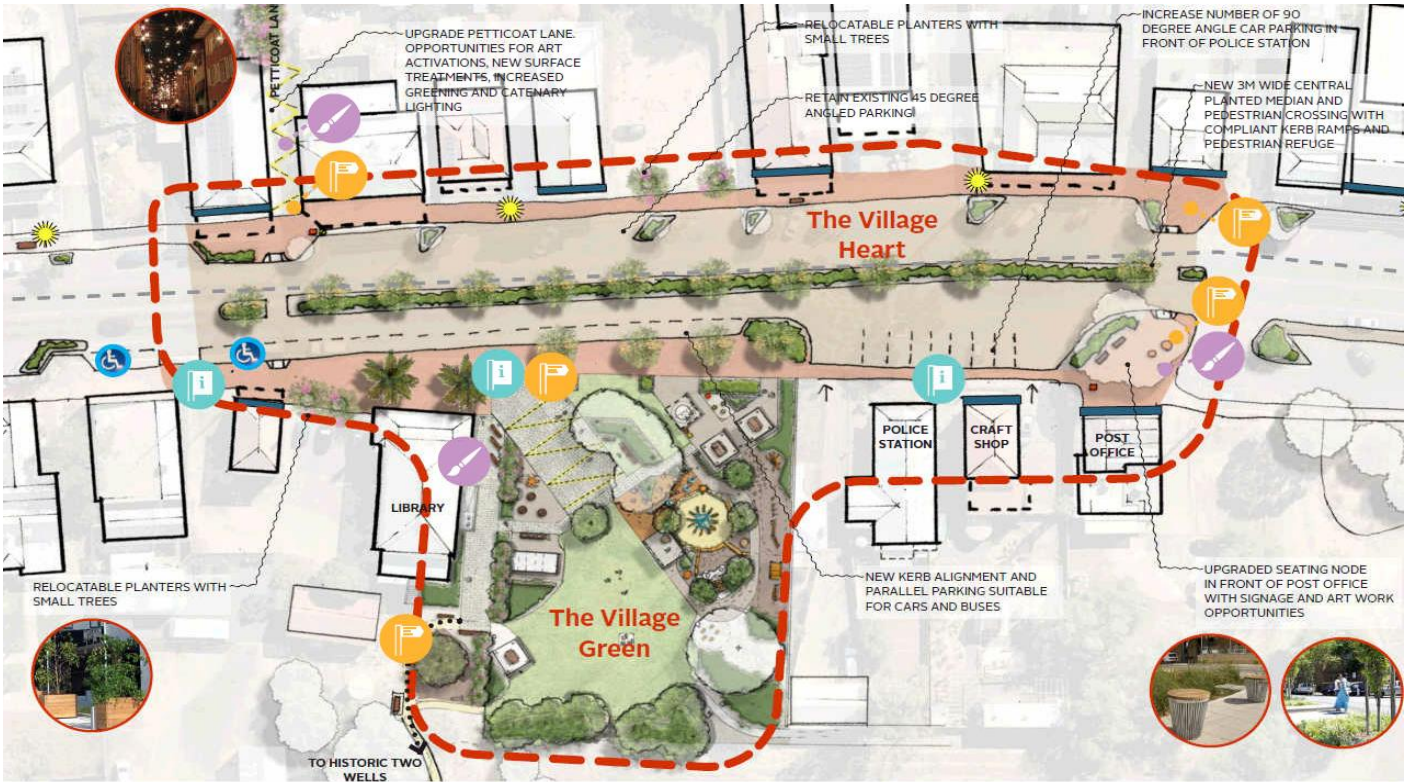 PETTICOAT LANE
UPGRADE PETTICOAT LANE.
OPPORTUNITIES FOR ART
ACTIVATIONS, NEW SURFACE
TREATMENTS, INCREASED
GREENING AND CATENARY
LIGHTING
RELOCATABLE PLANTERS WITH
SMALL TREES
RETAIN EXISTING 45 DEGREE
ANGLED PARKING
INCREASE NUMBER OF 90
DEGREE ANGLE CAR PARKING IN
FRONT OF POLICE STATION
NEW 3M WIDE CENTRAL
PLANTED MEDIAN AND
PEDESTRIAN CROSSING WITH
COMPLIANT KERB RAMPS AND
PEDESTRIAN REFUGE
The Village
Heart
i
i
i
POLICE
STATION
CRAFT
SHOP
POST
OFFICE
LIBRARY
RELOCATABLE PLANTERS WITH
SMALL TREES
The Village
Green
NEW KERB ALIGNMENT AND
PARALLEL PARKING SUITABLE
FOR CARS AND BUSES
UPGRADED SEATING NODE
IN FRONT OF POST OFFICE
WITH SIGNAGE AND ART WORK
OPPORTUNITIES
TO HISTORIC TWO
WELLS